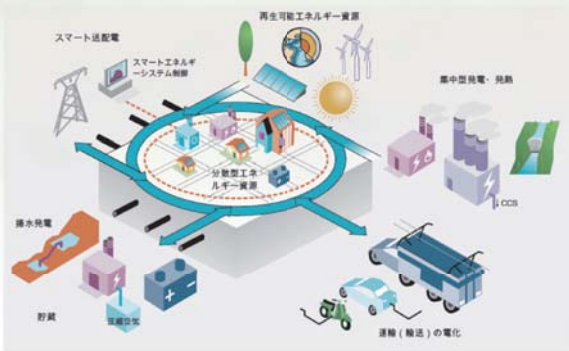 再生可能エネルギー資源
スマート送配電
スマートエネルギ
ーシステム制御
集中型発電・発熱
分散型エネ
ルギー資源
CCS
揚水発電
圧縮空気
貯蔵
運輸(輸送)の電化